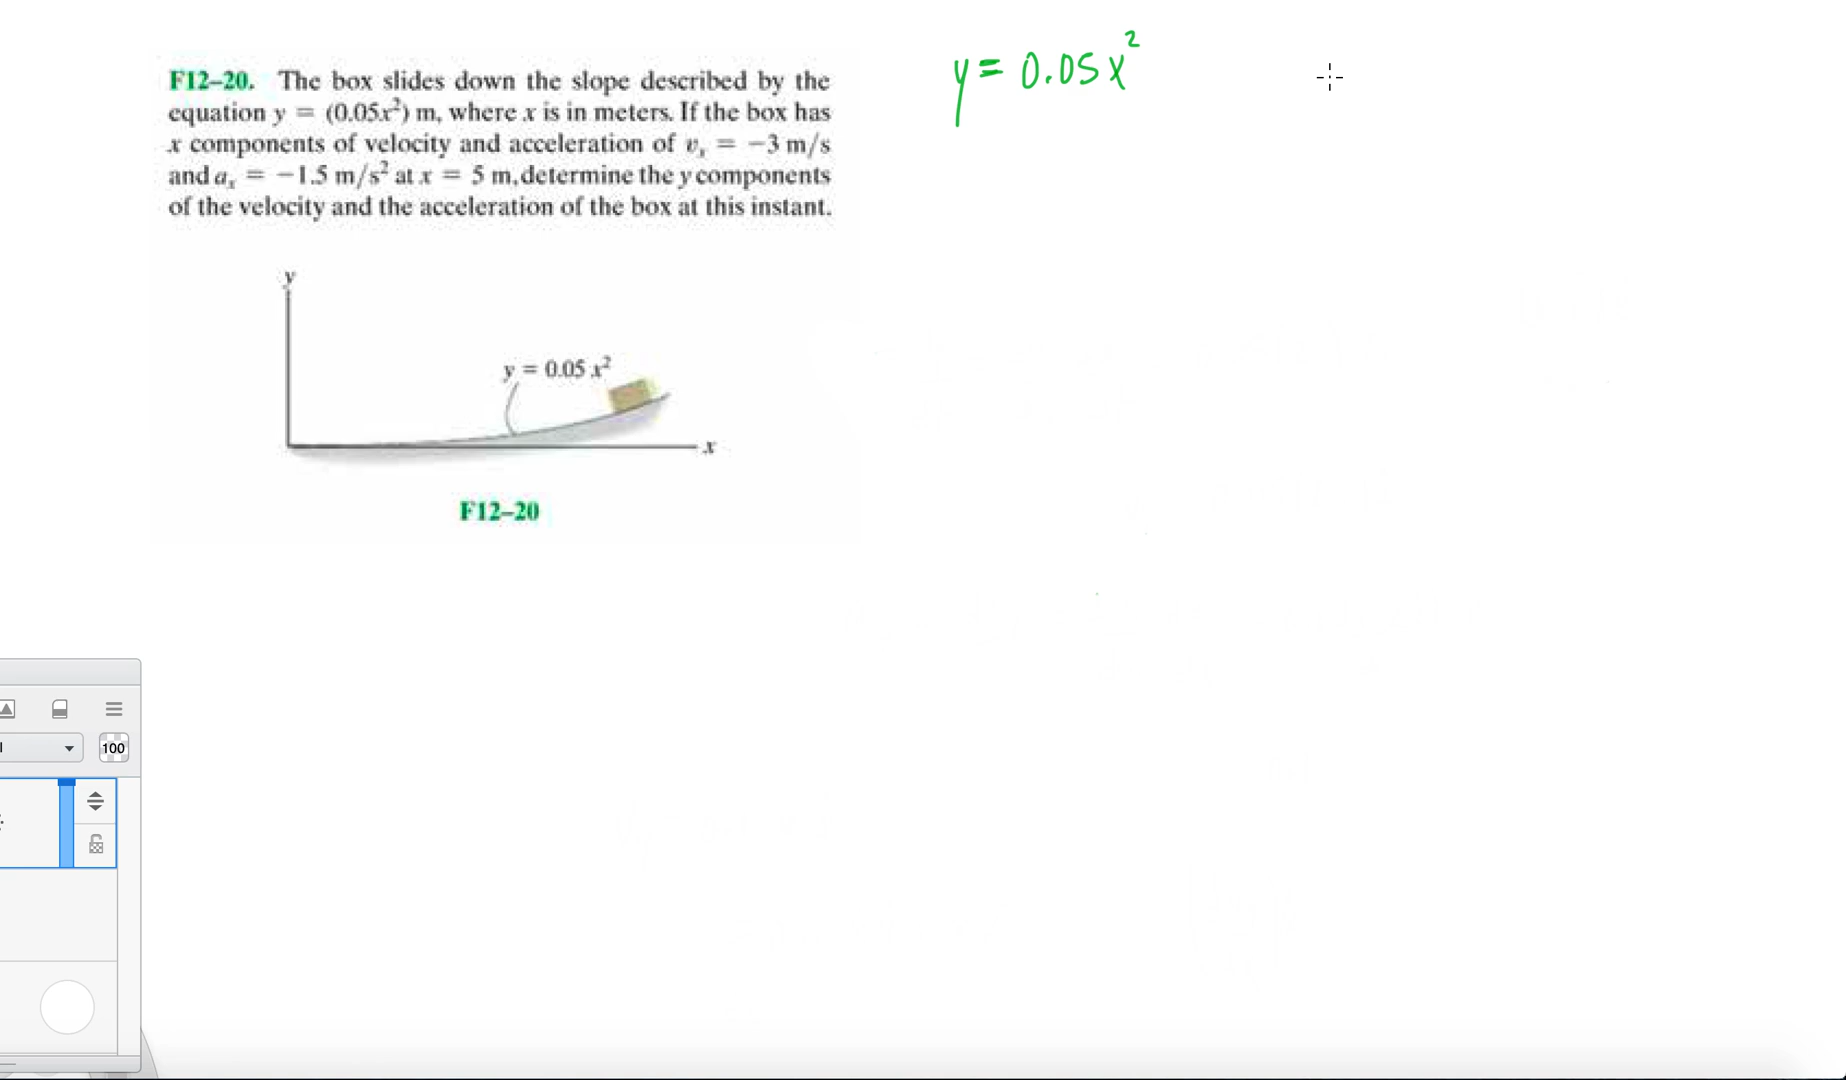 F12–20. The box slides down the slope described by the
equation y = (0.05x²) m, where x is in meters. If the box has
x components of velocity and acceleration of vₓ = −3 m/s
and aₓ = −1.5 m/s² at x = 5 m, determine the y components
of the velocity and the acceleration of the box at this instant.
y = 0.05x²
y
y = 0.05 x²
x
F12–20
100